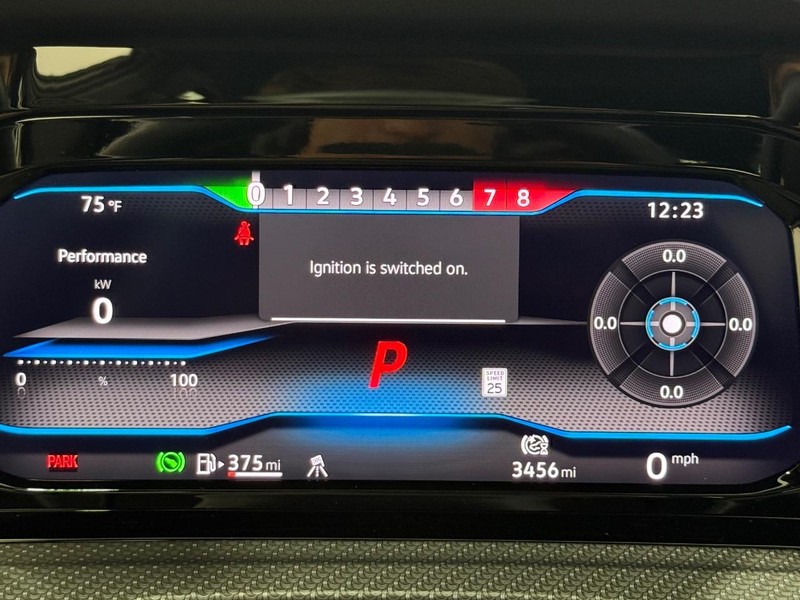 75 °F
0 1 2 3 4 5 6 7 8
12:23
Performance
kW
0
Ignition is switched on.
0.0
0.0
0.0
0.0
0 % 100
P
SPEED
LIMIT
25
PARK
375 mi
3456 mi
0 mph